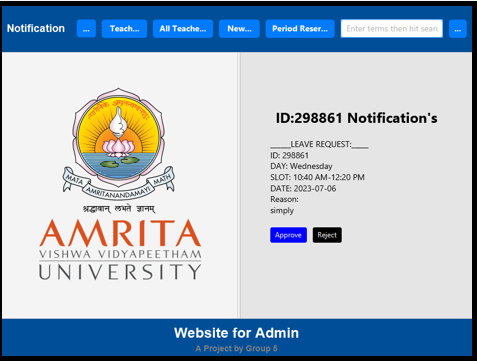 Notification
...
Teach...
All Teache...
New...
Period Reser...
Enter terms then hit sear
...
MATA AMRITANANDAMAYI MATH
श्रद्धावान् लभते ज्ञानम्
AMRITA
VISHWA VIDYAPEETHAM
UNIVERSITY
ID:298861 Notification's
_____LEAVE REQUEST:____
ID: 298861
DAY: Wednesday
SLOT: 10:40 AM-12:20 PM
DATE: 2023-07-06
Reason:
simply
Approve
Reject
Website for Admin
A Project by Group 5